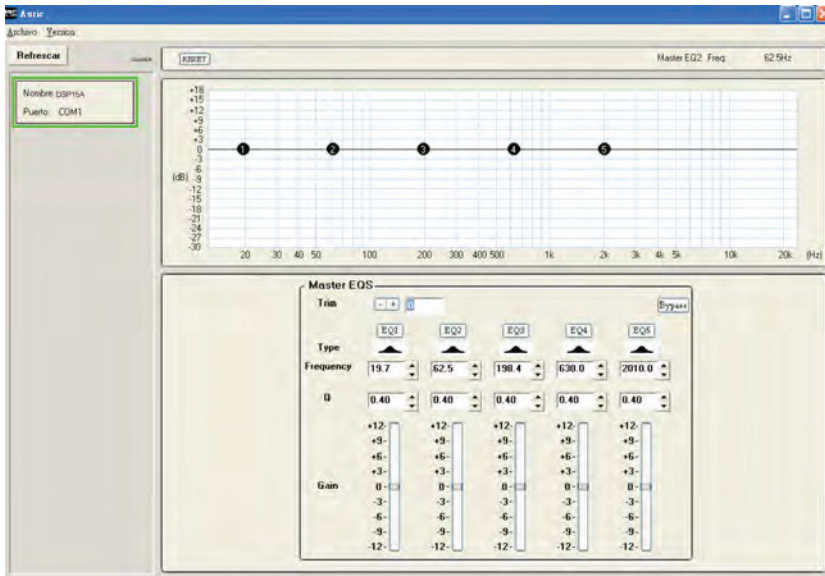 Auric
Archivo Version
Refrescar
RESET
Master EQ2 Freq: 62.5Hz
Nombre: DSP15A
Puerto: COM1
+18
+15
+12
+9
+6
+3
0
-3
-6
(dB) -9
-12
-15
-18
-21
-24
-27
-30
20 30 40 50 100 200 300 400 500 1k 2k 3k 4k 5k 10k 20k (Hz)
1 2 3 4 5
Master EQS
Trim - + 0 Bypass
EQ1 EQ2 EQ3 EQ4 EQ5
Type
Frequency 19.7 62.5 198.4 630.0 2010.0
Q 0.40 0.40 0.40 0.40 0.40
+12- +12- +12- +12- +12-
+9- +9- +9- +9- +9-
+6- +6- +6- +6- +6-
+3- +3- +3- +3- +3-
Gain 0- 0- 0- 0- 0-
-3- -3- -3- -3- -3-
-6- -6- -6- -6- -6-
-9- -9- -9- -9- -9-
-12- -12- -12- -12- -12-